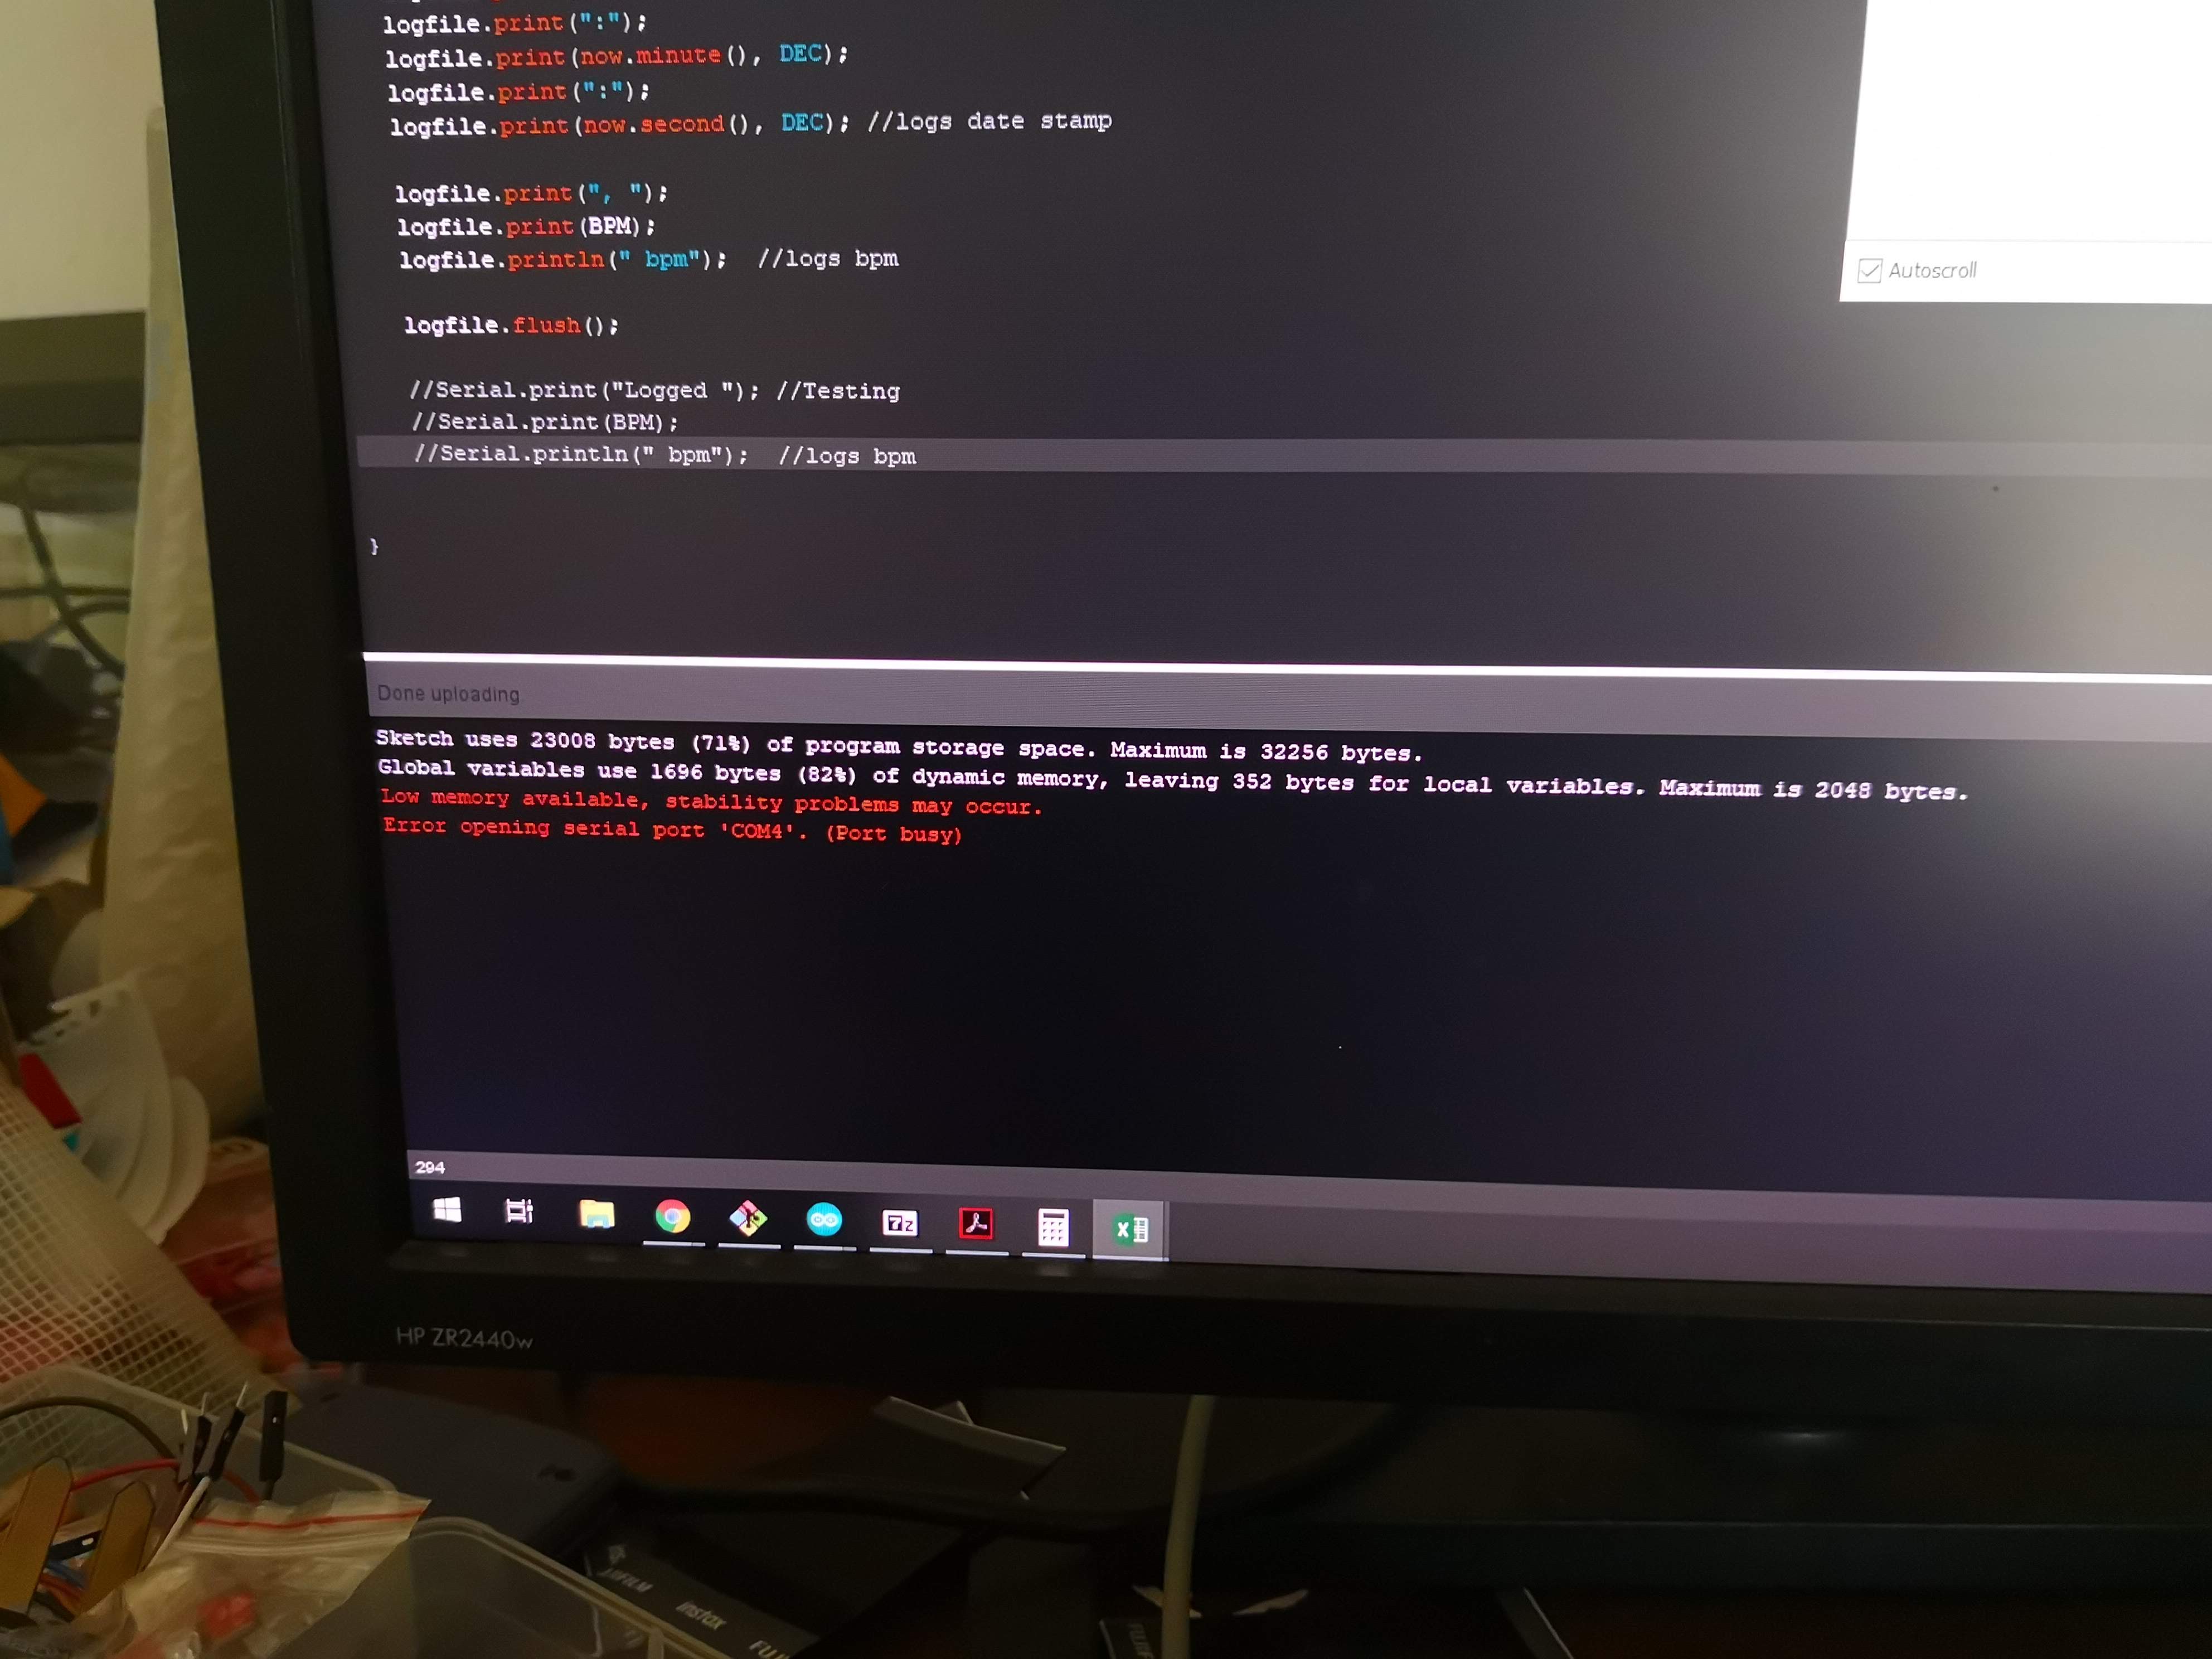 logfile.print(":");
logfile.print(now.minute(), DEC);
logfile.print(":");
logfile.print(now.second(), DEC); //logs date stamp
logfile.print(", ");
logfile.print(BPM);
logfile.println(" bpm");  //logs bpm
Autoscroll
logfile.flush();
//Serial.print("Logged "); //Testing
//Serial.print(BPM);
//Serial.println(" bpm");  //logs bpm
}
Done uploading.
Sketch uses 23008 bytes (71%) of program storage space. Maximum is 32256 bytes.
Global variables use 1696 bytes (82%) of dynamic memory, leaving 352 bytes for local variables. Maximum is 2048 bytes.
Low memory available, stability problems may occur.
Error opening serial port 'COM4'. (Port busy)
294
7z
X
HP ZR2440w
instax